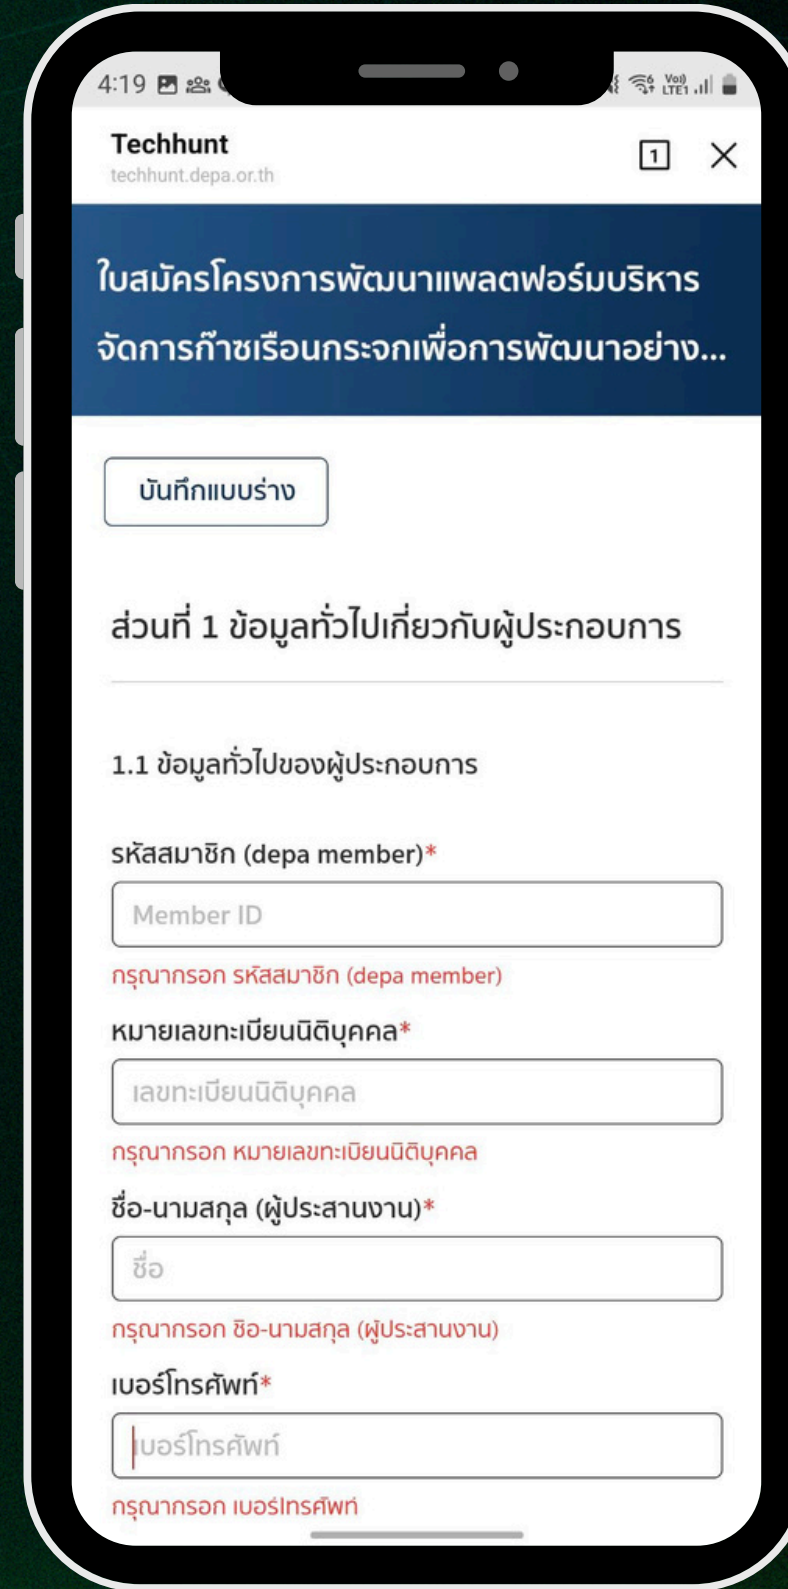 4:19
Techhunt
techhunt.depa.or.th
1
ใบสมัครโครงการพัฒนาแพลตฟอร์มบริหาร
จัดการก๊าซเรือนกระจกเพื่อการพัฒนาอย่าง...
บันทึกแบบร่าง
ส่วนที่ 1 ข้อมูลทั่วไปเกี่ยวกับผู้ประกอบการ
1.1 ข้อมูลทั่วไปของผู้ประกอบการ
รหัสสมาชิก (depa member)*
Member ID
กรุณากรอก รหัสสมาชิก (depa member)
หมายเลขทะเบียนนิติบุคคล*
เลขทะเบียนนิติบุคคล
กรุณากรอก หมายเลขทะเบียนนิติบุคคล
ชื่อ-นามสกุล (ผู้ประสานงาน)*
ชื่อ
กรุณากรอก ชื่อ-นามสกุล (ผู้ประสานงาน)
เบอร์โทรศัพท์*
เบอร์โทรศัพท์
กรุณากรอก เบอร์โทรศัพท์